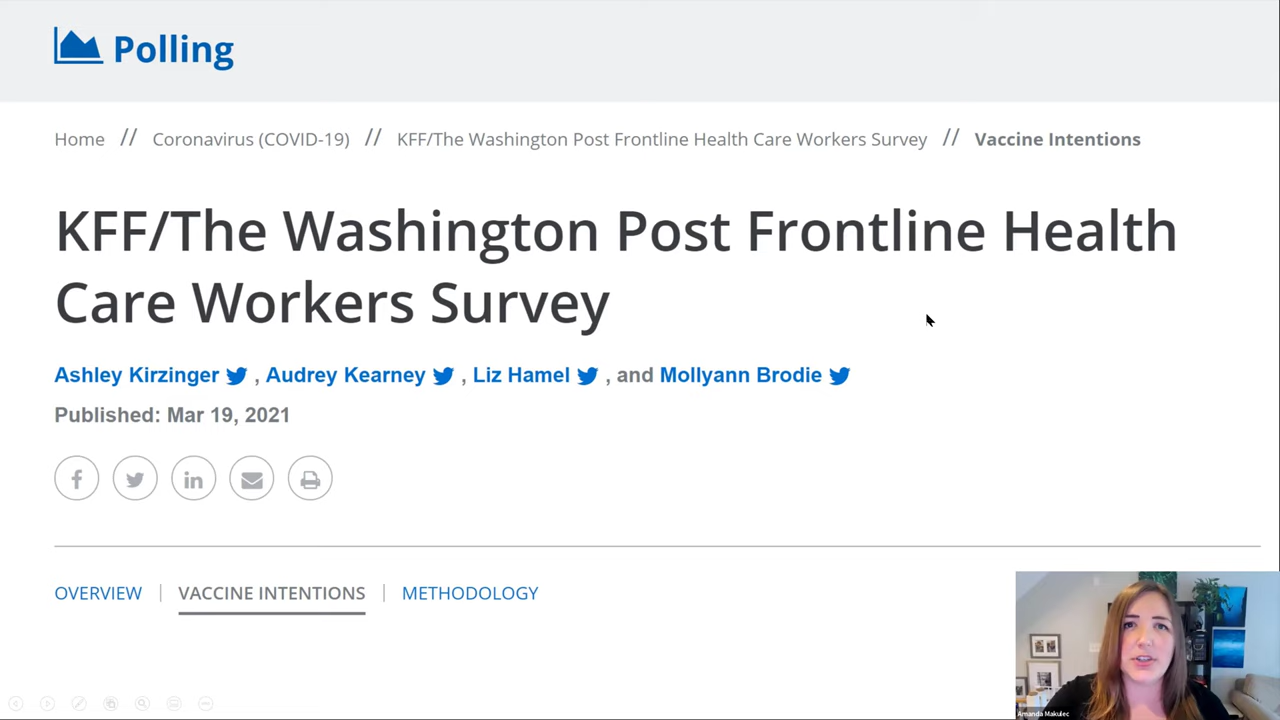 Polling
Home // Coronavirus (COVID-19) // KFF/The Washington Post Frontline Health Care Workers Survey // Vaccine Intentions
KFF/The Washington Post Frontline Health
Care Workers Survey
Ashley Kirzinger , Audrey Kearney , Liz Hamel , and Mollyann Brodie
Published: Mar 19, 2021
OVERVIEW | VACCINE INTENTIONS | METHODOLOGY
Amanda Makulec